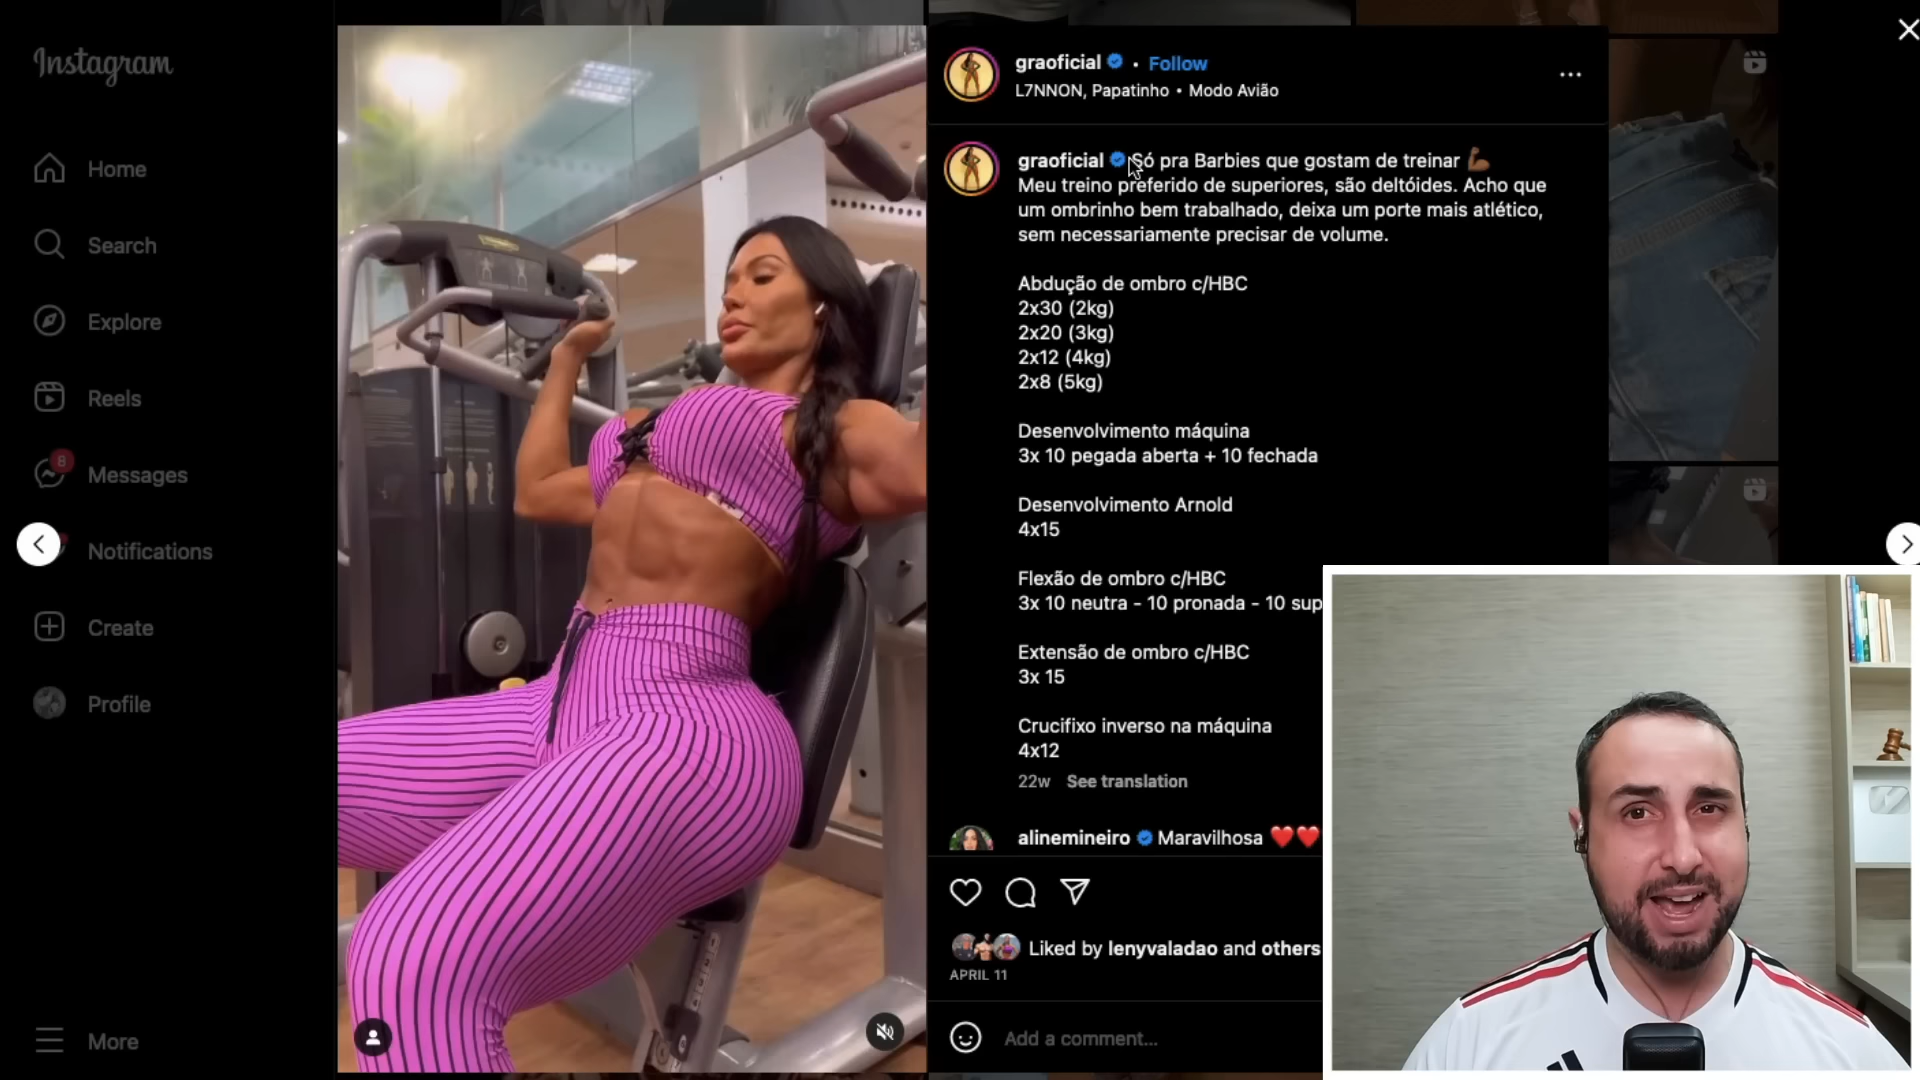 Instagram
Home
Search
Explore
Reels
Messages
8
Notifications
Create
Profile
More
graoficial • Follow
L7NNON, Papatinho • Modo Avião
graoficial Só pra Barbies que gostam de treinar 💪🏾
Meu treino preferido de superiores, são deltóides. Acho que
um ombrinho bem trabalhado, deixa um porte mais atlético,
sem necessariamente precisar de volume.
Abdução de ombro c/HBC
2x30 (2kg)
2x20 (3kg)
2x12 (4kg)
2x8 (5kg)
Desenvolvimento máquina
3x 10 pegada aberta + 10 fechada
Desenvolvimento Arnold
4x15
Flexão de ombro c/HBC
3x 10 neutra - 10 pronada - 10 sup
Extensão de ombro c/HBC
3x 15
Crucifixo inverso na máquina
4x12
22w See translation
alinemineiro Maravilhosa ❤️❤️
Liked by lenyvaladao and others
APRIL 11
Add a comment...